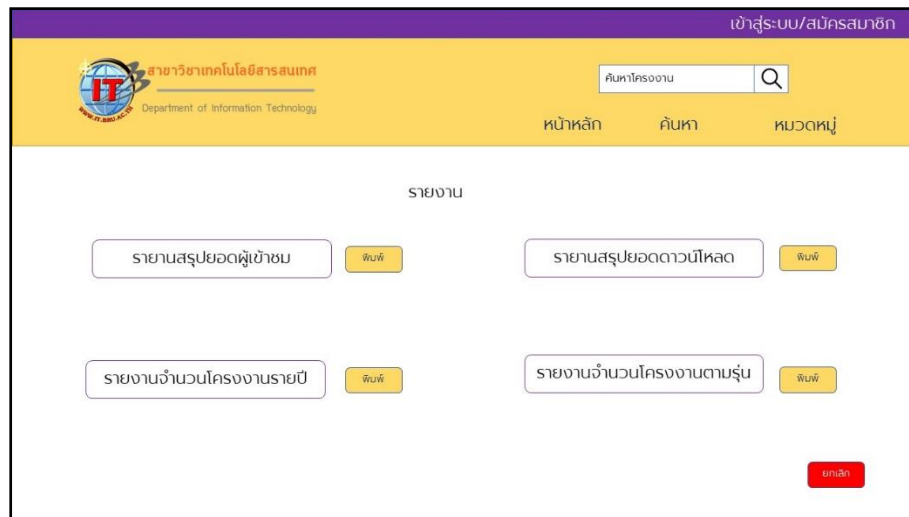 เข้าสู่ระบบ/สมัครสมาชิก
สาขาวิชาเทคโนโลยีสารสนเทศ
Department of Information Technology
IT
WWW.IT.BRU.AC.TH
ค้นหาโครงงาน
หน้าหลัก ค้นหา หมวดหมู่
รายงาน
รายานสรุปยอดผู้เข้าชม พิมพ์ รายานสรุปยอดดาวน์โหลด พิมพ์
รายงานจำนวนโครงงานรายปี พิมพ์ รายงานจำนวนโครงงานตามรุ่น พิมพ์
ยกเลิก